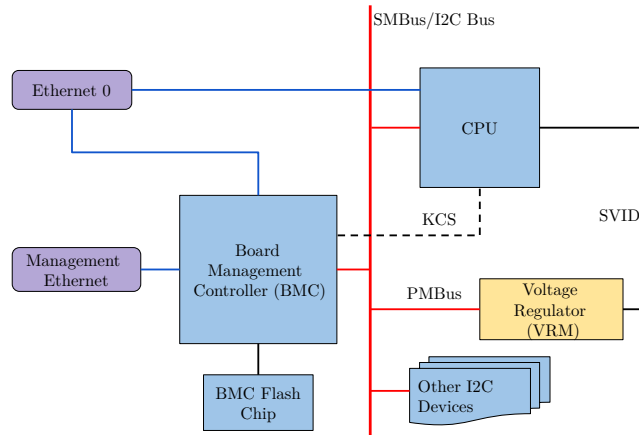 SMBus/I2C Bus
Ethernet 0
CPU
KCS
SVID
Board
Management
Controller (BMC)
Management
Ethernet
PMBus
Voltage
Regulator
(VRM)
BMC Flash
Chip
Other I2C
Devices